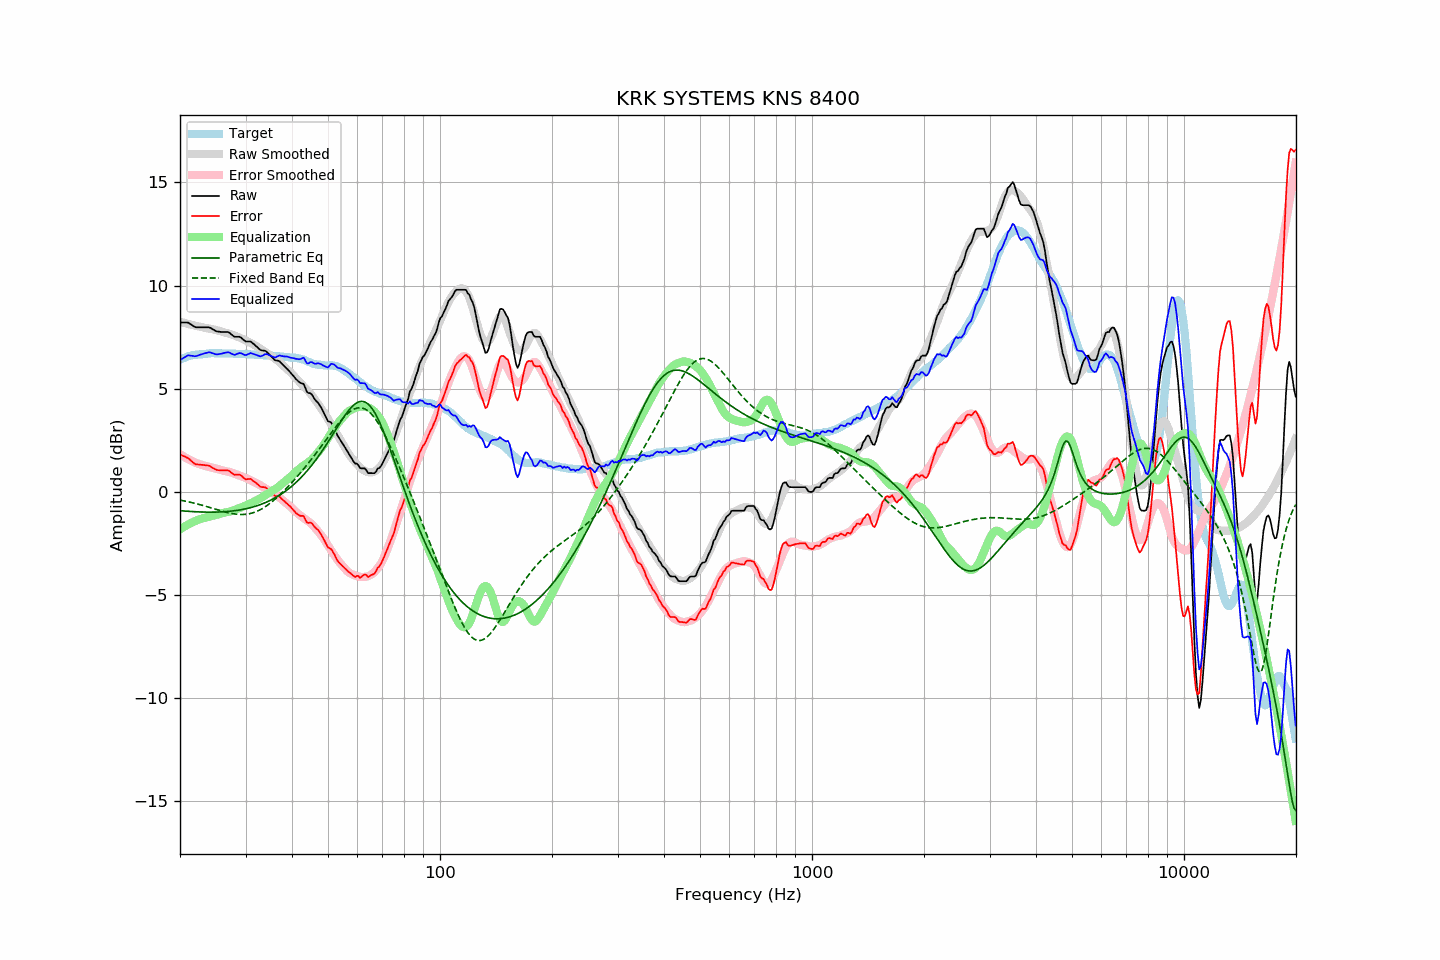 KRK SYSTEMS KNS 8400
Target
Raw Smoothed
Error Smoothed
Raw
Error
Equalization
Parametric Eq
Fixed Band Eq
Equalized
15
10
5
0
−5
−10
−15
Amplitude (dBr)
100
1000
10000
Frequency (Hz)